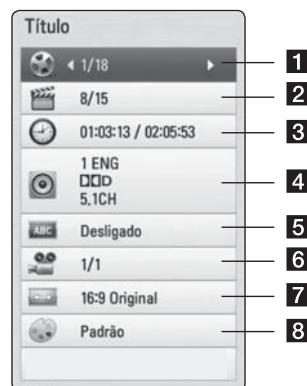 Título
1/18
1
8/15
2
01:03:13 / 02:05:53
3
1 ENG
DD D
5.1CH
4
ABC
Desligado
5
1/1
6
16:9 Original
7
Padrão
8